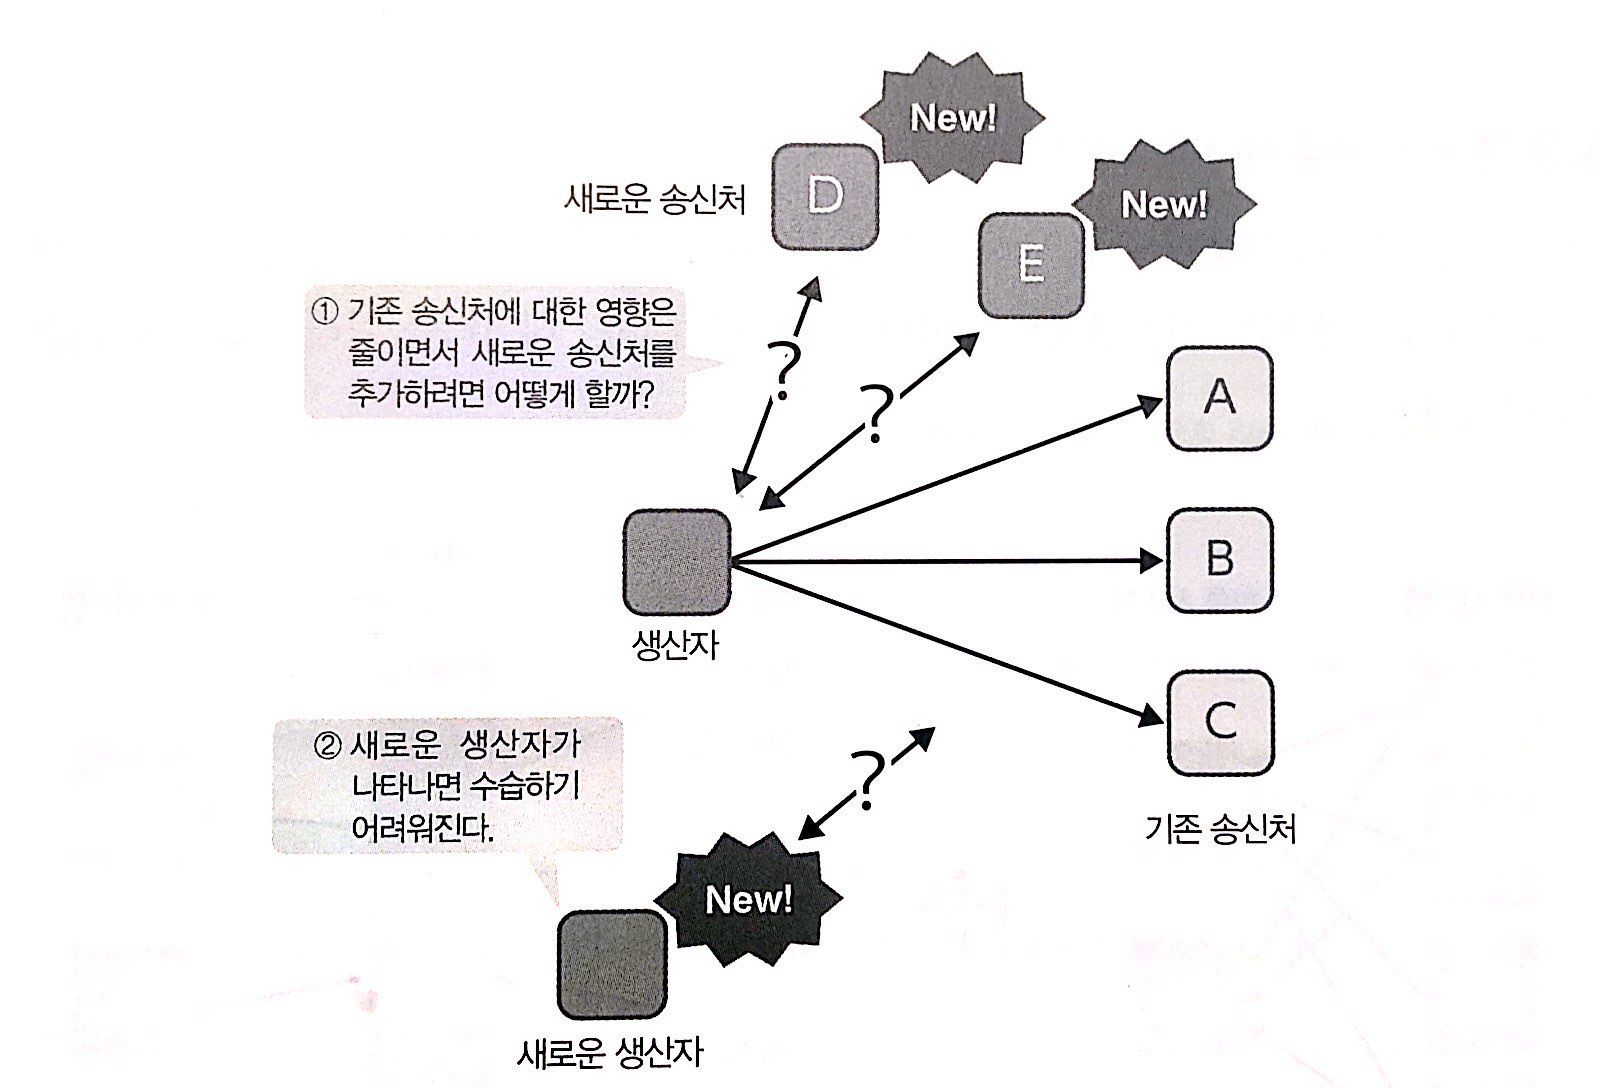 New!
D
새로운 송신처
New!
E
① 기존 송신처에 대한 영향은
줄이면서 새로운 송신처를
추가하려면 어떻게 할까?
?
?
A
B
생산자
C
② 새로운 생산자가
나타나면 수습하기
어려워진다.
?
기존 송신처
New!
새로운 생산자